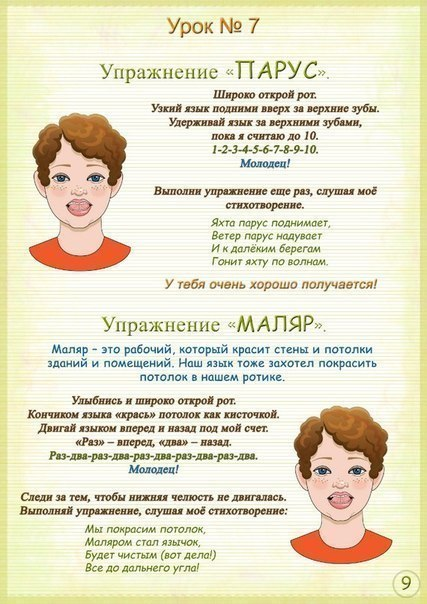 Урок № 7
Упражнение «ПАРУС».
Широко открой рот.
Узкий язык подними вверх за верхние зубы.
Удерживай язык за верхними зубами,
пока я считаю до 10.
1-2-3-4-5-6-7-8-9-10.
Молодец!
Выполни упражнение еще раз, слушая моё
стихотворение.
Яхта парус поднимает,
Ветер парус надувает
И к далёким берегам
Гонит яхту по волнам.
У тебя очень хорошо получается!
Упражнение «МАЛЯР».
Маляр – это рабочий, который красит стены и потолки
зданий и помещений. Наш язык тоже захотел покрасить
потолок в нашем ротике.
Улыбнись и широко открой рот.
Кончиком языка «крась» потолок как кисточкой.
Двигай языком вперед и назад под мой счет.
«Раз» – вперед, «два» – назад.
Раз-два-раз-два-раз-два-раз-два-раз-два.
Молодец!
Следи за тем, чтобы нижняя челюсть не двигалась.
Выполняй упражнение, слушая моё стихотворение:
Мы покрасим потолок,
Маляром стал язычок,
Будет чистым (вот дела!)
Все до дальнего угла!
9